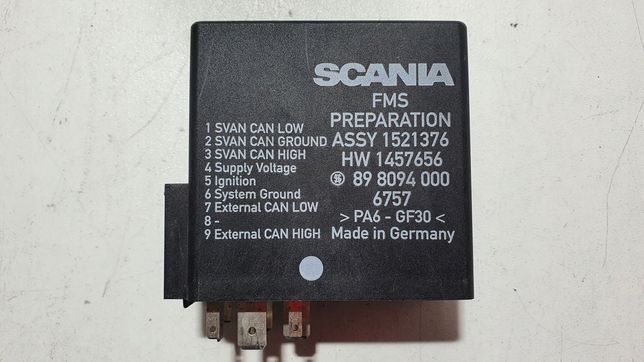 SCANIA
FMS
PREPARATION
ASSY 1521376
HW 1457656
89 8094 000
6757
> PA6 - GF30 <
Made in Germany
1 SVAN CAN LOW
2 SVAN CAN GROUND
3 SVAN CAN HIGH
4 Supply Voltage
5 Ignition
6 System Ground
7 External CAN LOW
8 -
9 External CAN HIGH